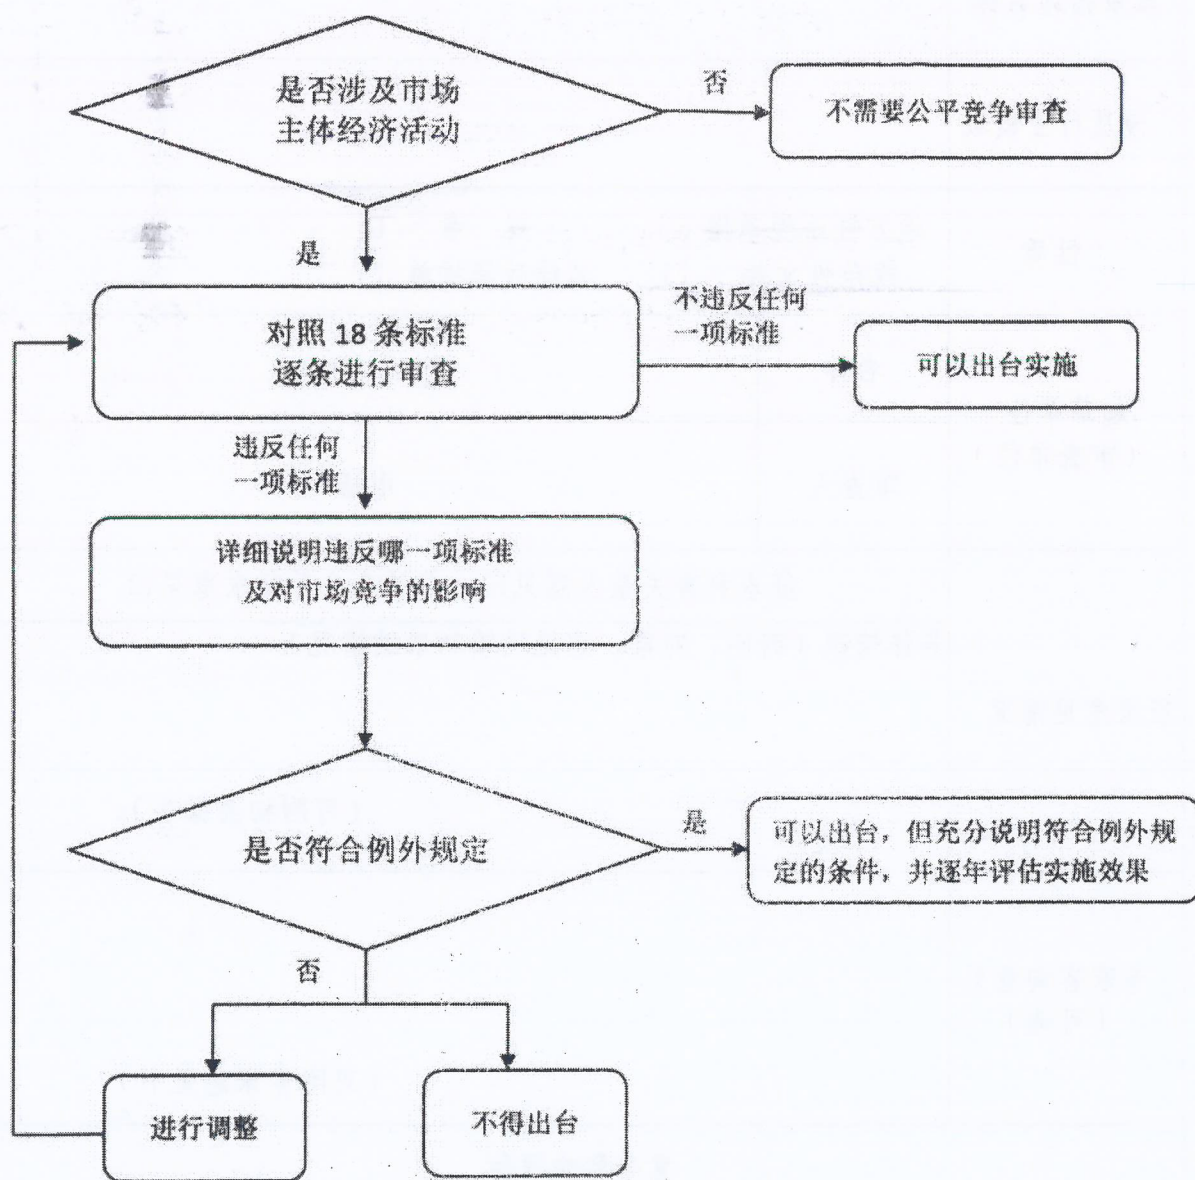 是否涉及市场
主体经济活动
否
不需要公平竞争审查
是
对照 18 条标准
逐条进行审查
不违反任何
一项标准
可以出台实施
违反任何
一项标准
详细说明违反哪一项标准
及对市场竞争的影响
是否符合例外规定
是
可以出台，但充分说明符合例外规
定的条件，并逐年评估实施效果
否
进行调整
不得出台